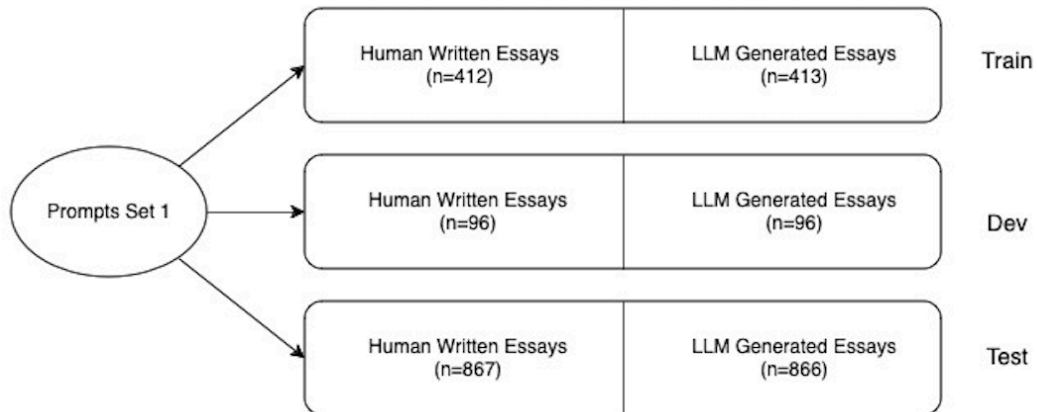 Human Written Essays
(n=412)
LLM Generated Essays
(n=413)
Train
Prompts Set 1
Human Written Essays
(n=96)
LLM Generated Essays
(n=96)
Dev
Human Written Essays
(n=867)
LLM Generated Essays
(n=866)
Test